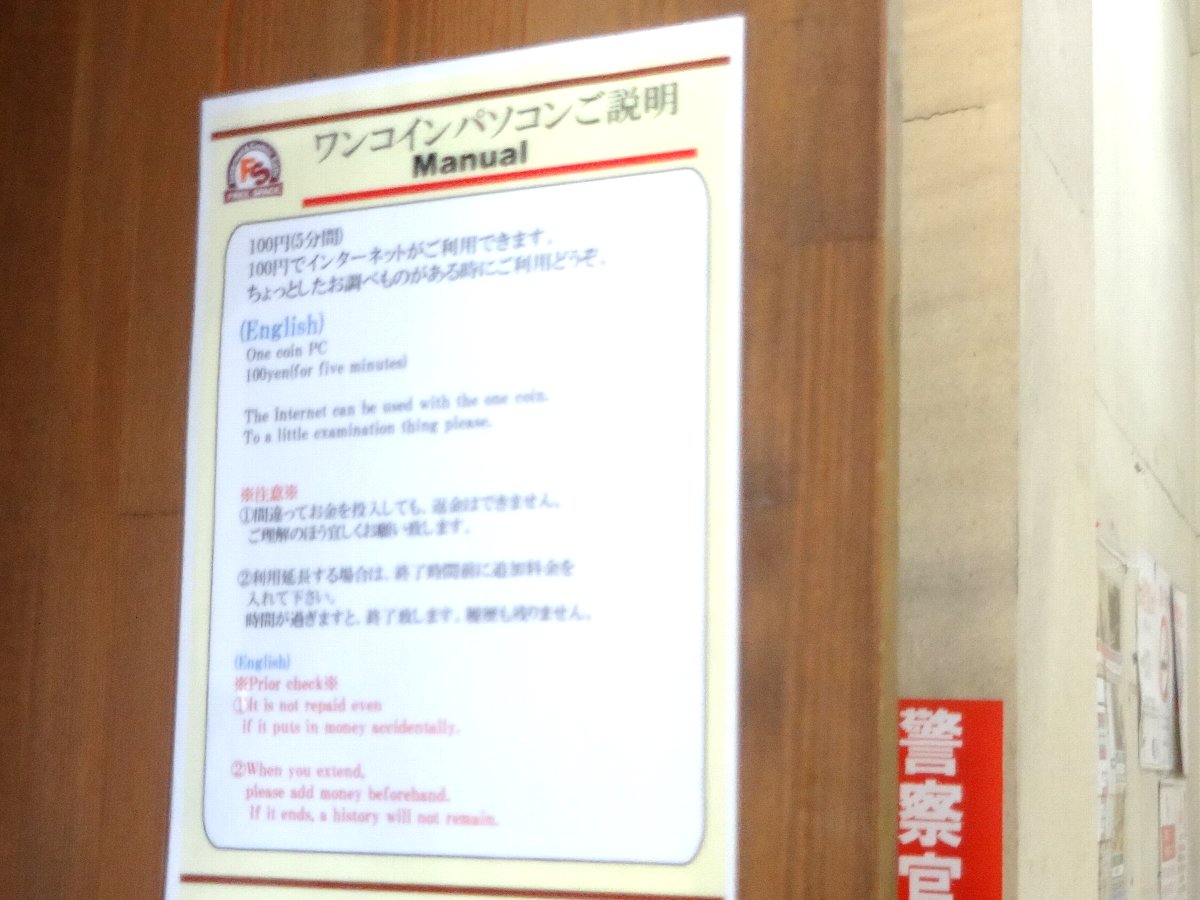 ワンコインパソコンご説明
Manual
FS
FREE SPACE
100円(5分間)
100円でインターネットがご利用できます。
ちょっとしたお調べものがある時にご利用どうぞ。
(English)
One coin PC
100yen(for five minutes)
The Internet can be used with the one coin.
To a little examination thing please.
※注意※
①間違ってお金を投入しても、返金はできません。
ご理解のほう宜しくお願い致します。
②利用延長する場合は、終了時間前に追加料金を
入れて下さい。
時間が過ぎますと、終了致します。履歴も残りません。
(English)
※Prior check※
①It is not repaid even
if it puts in money accidentally.
②When you extend,
please add money beforehand.
If it ends, a history will not remain.
警察官